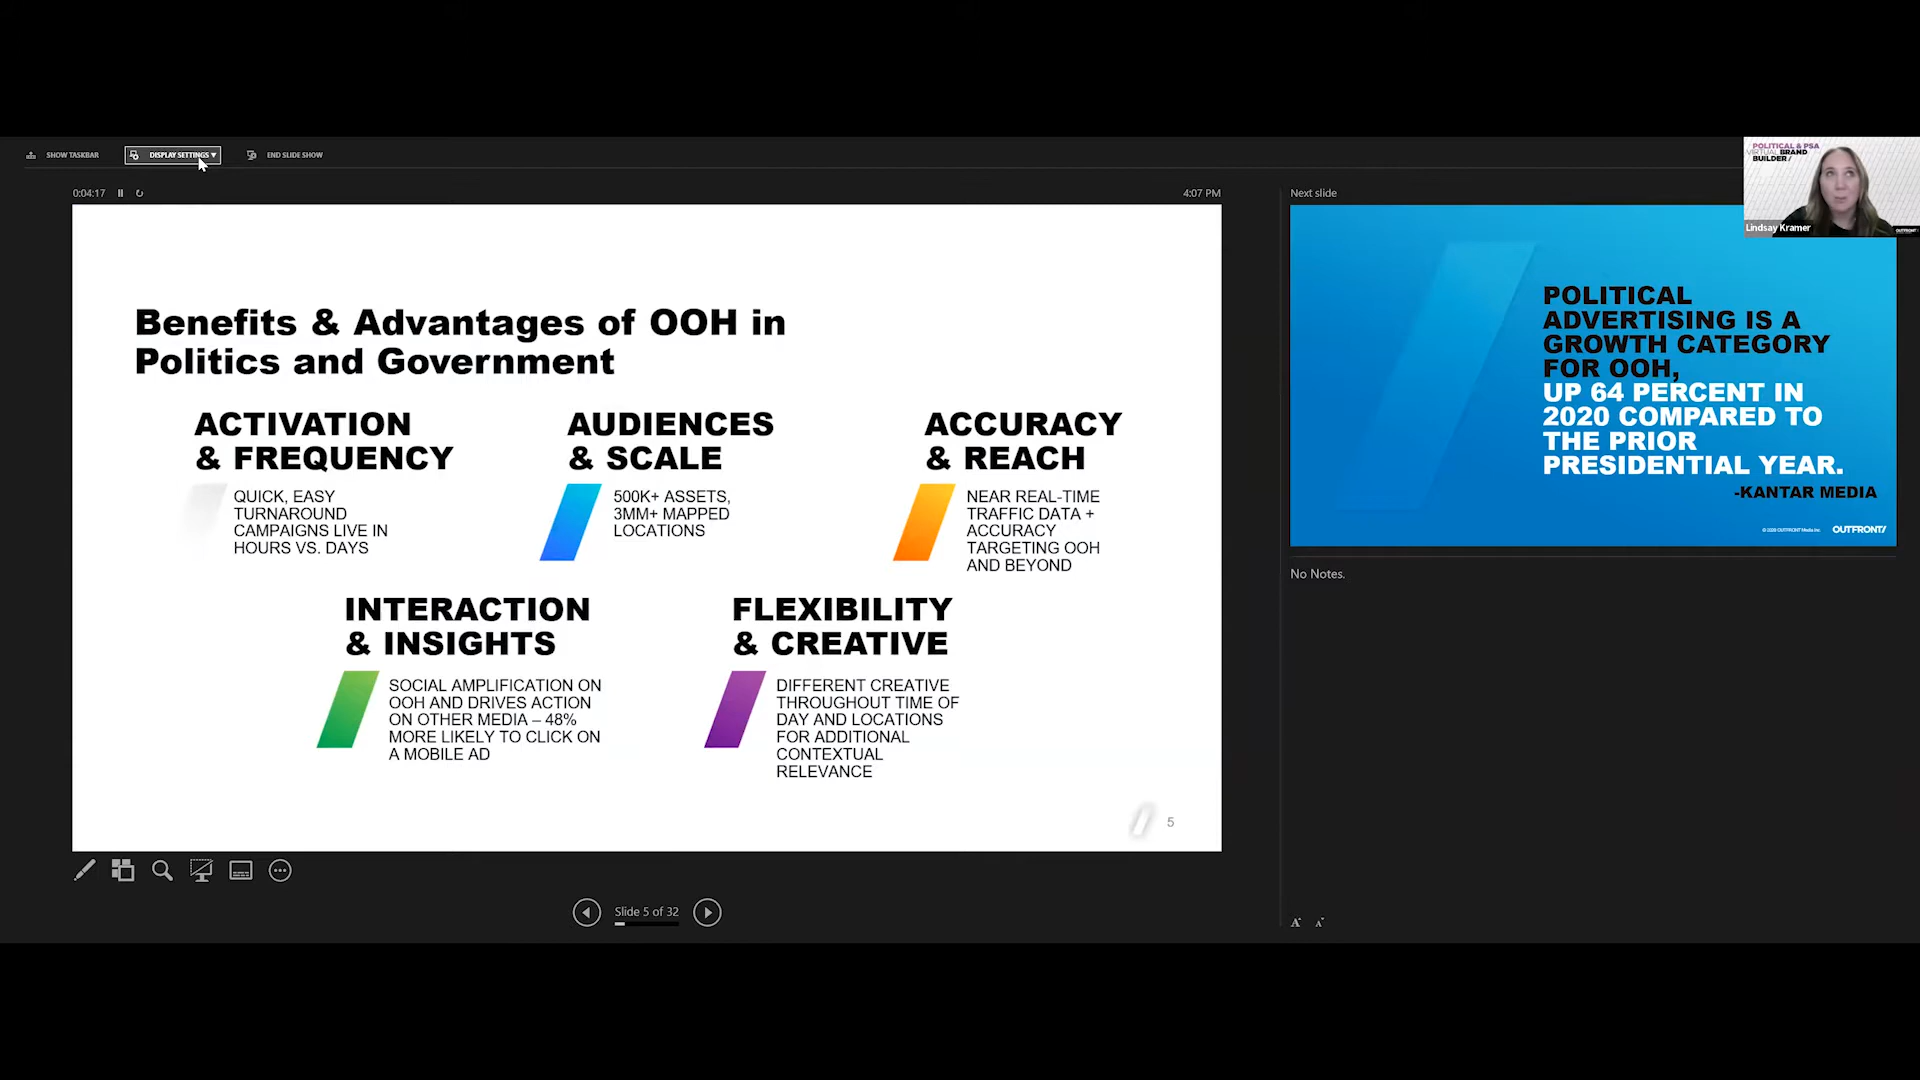 SHOW TASKBAR
DISPLAY SETTINGS ▾
END SLIDE SHOW
0:04:17
4:07 PM
Benefits & Advantages of OOH in
Politics and Government
ACTIVATION
& FREQUENCY
QUICK, EASY
TURNAROUND
CAMPAIGNS LIVE IN
HOURS VS. DAYS
AUDIENCES
& SCALE
500K+ ASSETS,
3MM+ MAPPED
LOCATIONS
ACCURACY
& REACH
NEAR REAL-TIME
TRAFFIC DATA +
ACCURACY
TARGETING OOH
AND BEYOND
INTERACTION
& INSIGHTS
SOCIAL AMPLIFICATION ON
OOH AND DRIVES ACTION
ON OTHER MEDIA – 48%
MORE LIKELY TO CLICK ON
A MOBILE AD
FLEXIBILITY
& CREATIVE
DIFFERENT CREATIVE
THROUGHOUT TIME OF
DAY AND LOCATIONS
FOR ADDITIONAL
CONTEXTUAL
RELEVANCE
5
Slide 5 of 32
Next slide
POLITICAL
ADVERTISING IS A
GROWTH CATEGORY
FOR OOH,
UP 64 PERCENT IN
2020 COMPARED TO
THE PRIOR
PRESIDENTIAL YEAR.
-KANTAR MEDIA
© 2020 OUTFRONT Media Inc.
OUTFRONT/
No Notes.
A A
POLITICAL & PSA
VIRTUAL BRAND
BUILDER/
Lindsay Kramer
OUTFRONT/